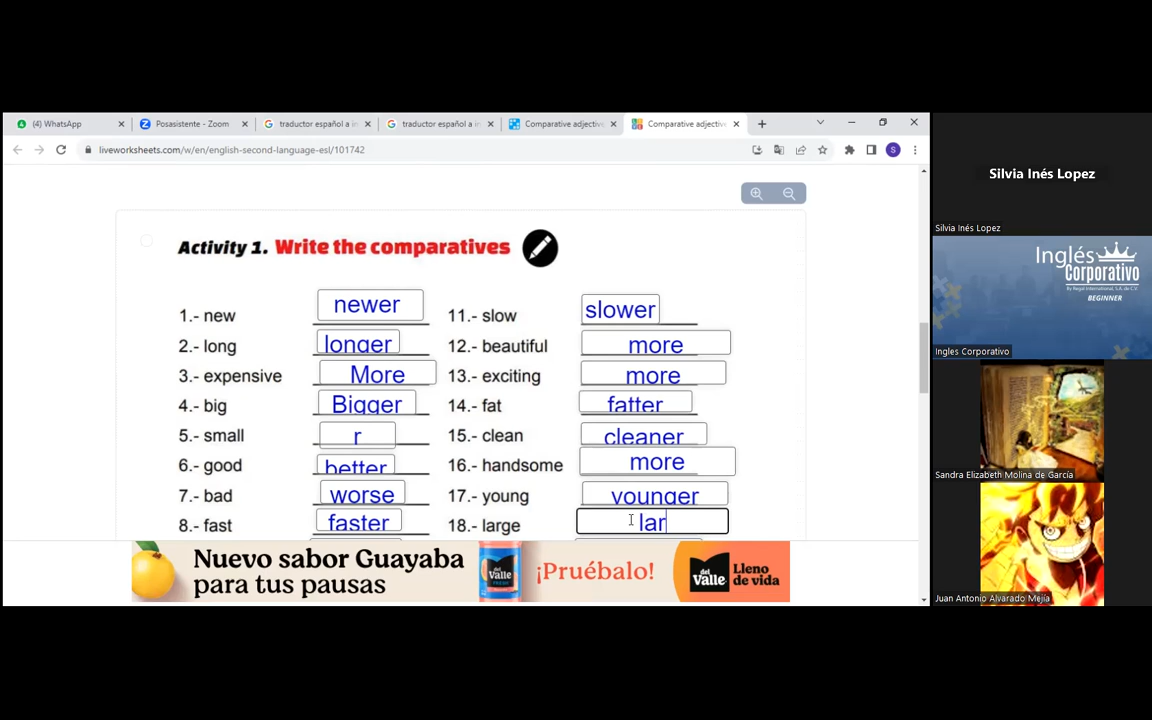 (4) WhatsApp
Posasistente - Zoom
traductor español a in
traductor español a in
Comparative adjectiv
Comparative adjectiv
liveworksheets.com/w/en/english-second-language-esl/101742
S
Activity 1. Write the comparatives
1.- new newer
2.- long longer
3.- expensive More
4.- big Bigger
5.- small r
6.- good better
7.- bad worse
8.- fast faster
11.- slow slower
12.- beautiful more
13.- exciting more
14.- fat fatter
15.- clean cleaner
16.- handsome more
17.- young younger
18.- large lar
Nuevo sabor Guayaba
para tus pausas
del Valle
FRESH
¡Pruébalo!
del Valle
Lleno
de vida
Silvia Inés Lopez
Silvia Inés Lopez
Inglés
Corporativo
By Regal International, S.A. de C.V.
BEGINNER
Ingles Corporativo
Sandra Elizabeth Molina de García
Juan Antonio Alvarado Mejía